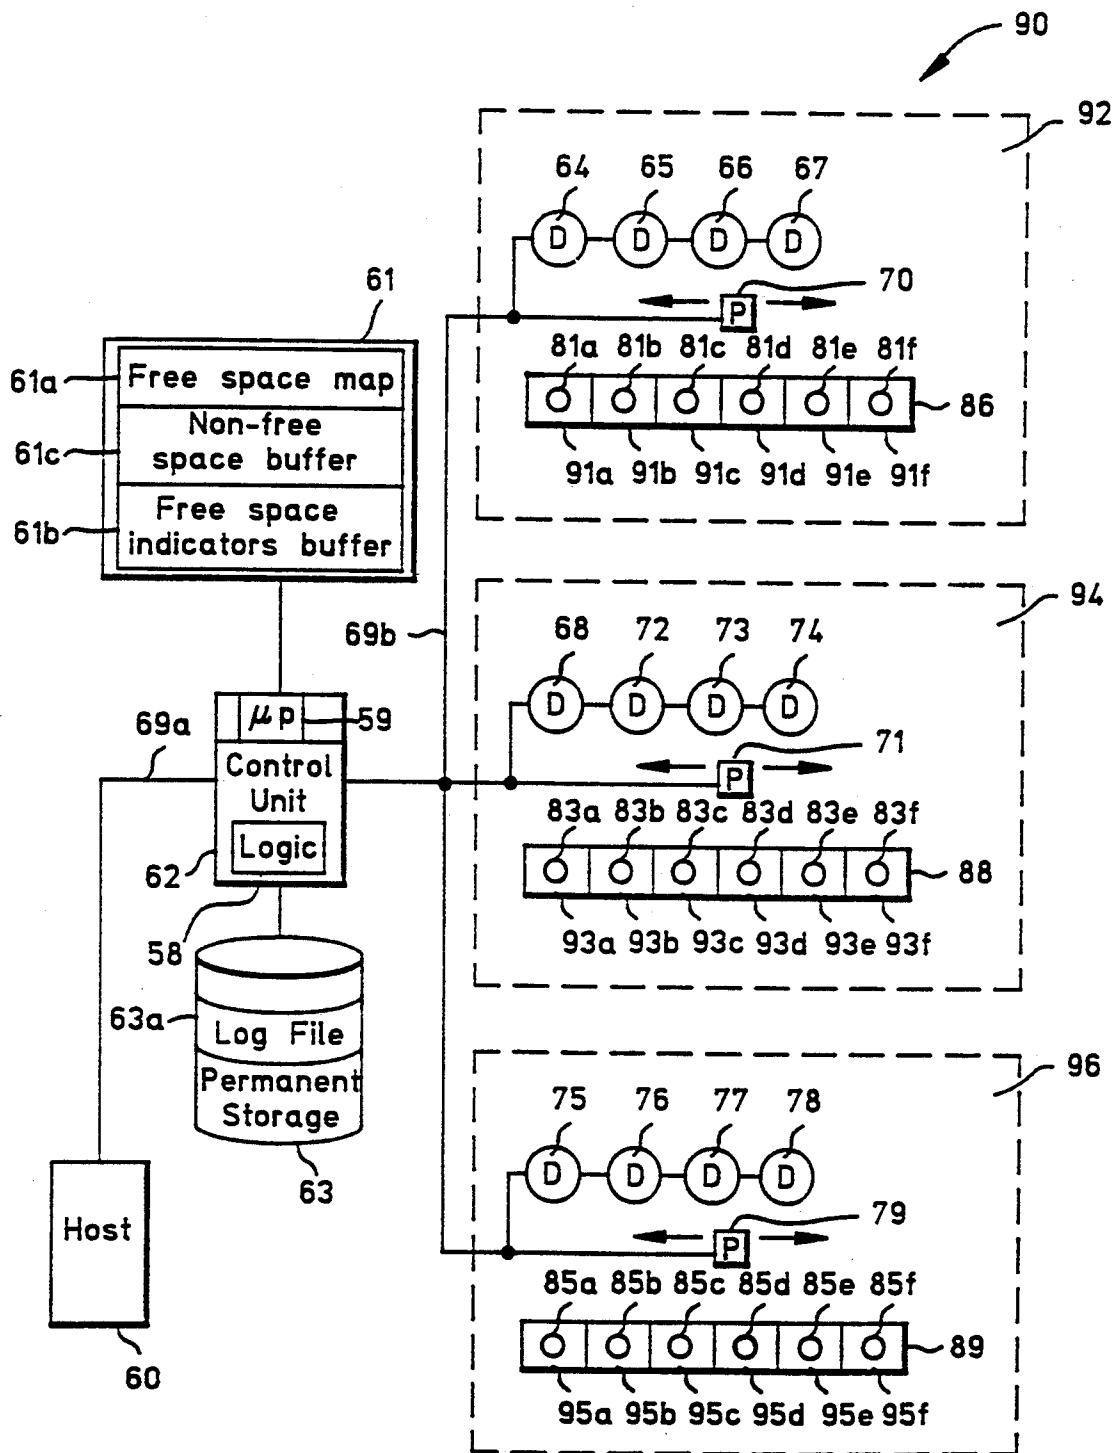 90
92
64 65 66 67
D D D D
70
P
81a 81b 81c 81d 81e 81f
86
91a 91b 91c 91d 91e 91f
61
61a
Free space map
61c
Non-free
space buffer
61b
Free space
indicators buffer
69b
94
68 72 73 74
D D D D
71
P
83a 83b 83c 83d 83e 83f
88
93a 93b 93c 93d 93e 93f
69a
μp
59
Control
Unit
Logic
62
58
63a
Log File
Permanent
Storage
63
Host
60
96
75 76 77 78
D D D D
79
P
85a 85b 85c 85d 85e 85f
89
95a 95b 95c 95d 95e 95f